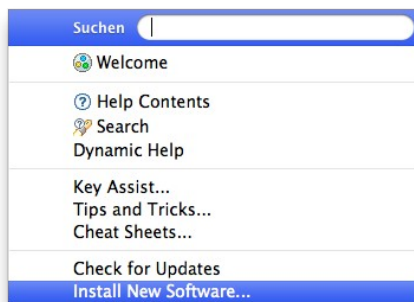 Suchen
Welcome
Help Contents
Search
Dynamic Help
Key Assist...
Tips and Tricks...
Cheat Sheets...
Check for Updates
Install New Software...